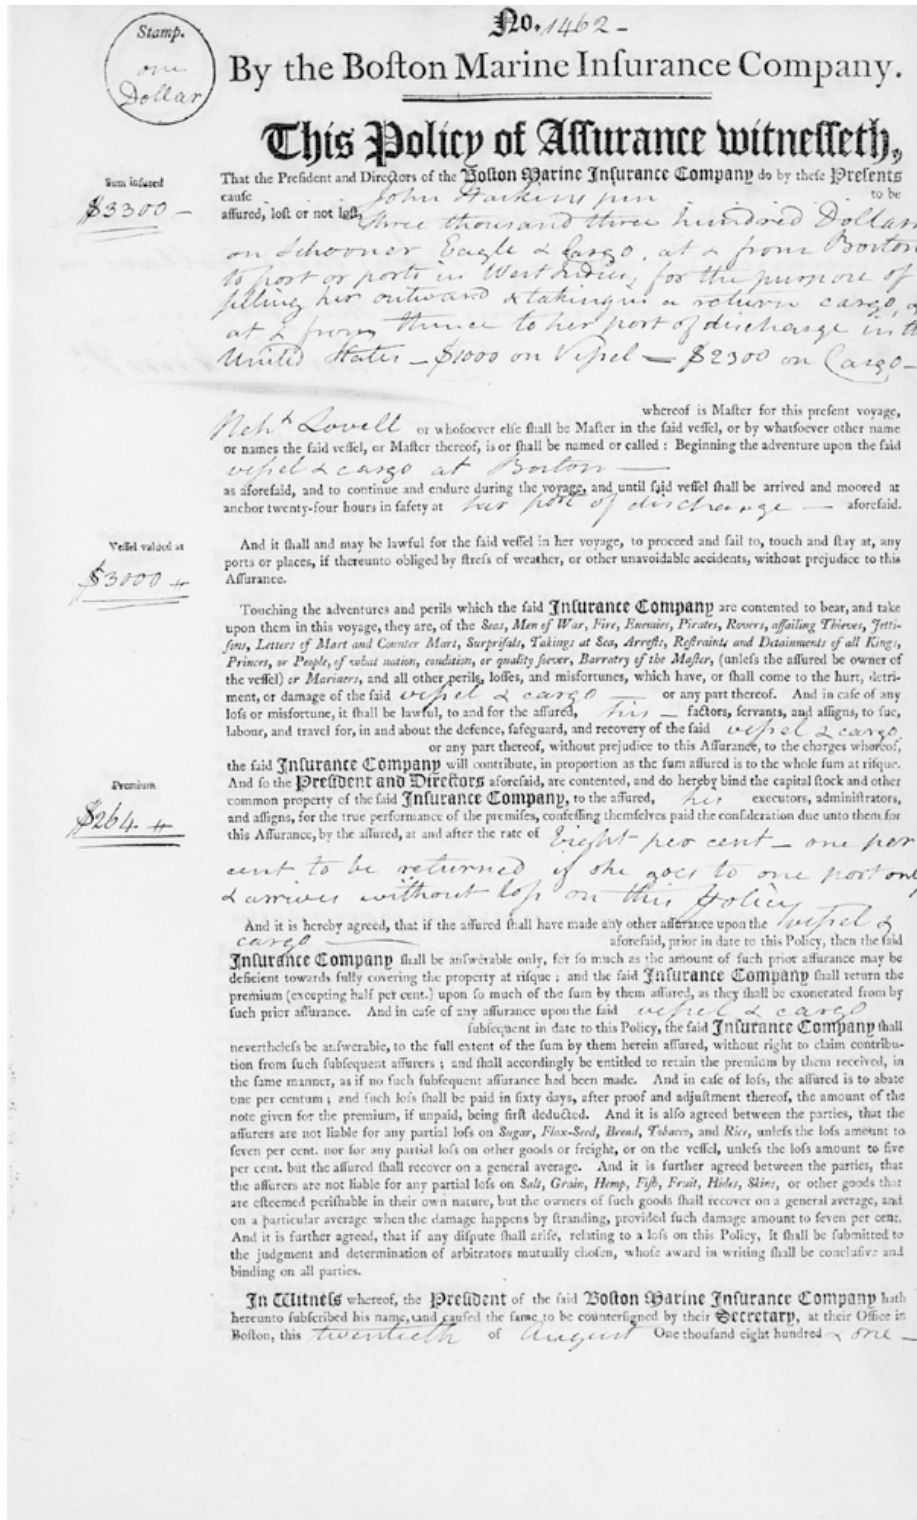 No. 1462 -
Stamp.
one
Dollar
By the Boſton Marine Inſurance Company.
This Policy of Aſſurance witneſſeth,
Sum inſured
$3300 -
That the Preſident and Directors of the Boſton Marine Inſurance Company do by theſe Preſents
cause John Haskins jun to be
aſſured, loſt or not loſt, three thousand three hundred Dollars
on Schooner Eagle & Cargo, at & from Boston
to port or ports in West Indies, for the purpose of
selling her outward & taking in a return cargo, &
at & from thence to her port of discharge in th
United States - $1000 on Veſsel - $2300 on Cargo -
whereof is Maſter for this preſent voyage,
Nehh Lovell or whoſoever elſe ſhall be Maſter in the ſaid veſſel, or by whatſoever other name
or names the ſaid veſſel, or Maſter thereof, is or ſhall be named or called : Beginning the adventure upon the ſaid
veſsel & cargo at Boston -
as aforeſaid, and to continue and endure during the voyage, and until ſaid veſſel ſhall be arrived and moored at
anchor twenty-four hours in ſafety at her port of discharge - aforeſaid.
Veſſel valued at
$3000
And it ſhall and may be lawful for the ſaid veſſel in her voyage, to proceed and ſail to, touch and ſtay at, any
ports or places, if thereunto obliged by ſtreſs of weather, or other unavoidable accidents, without prejudice to this
Aſſurance.
Touching the adventures and perils which the ſaid Inſurance Company are contented to bear, and take
upon them in this voyage, they are, of the Seas, Men of War, Fire, Enemies, Pirates, Rovers, aſſailing Thieves, Jetti-
ſons, Letters of Mart and Counter Mart, Surpriſals, Takings at Sea, Arreſts, Reſtraints and Detainments of all Kings,
Princes, or People, of what nation, condition, or quality ſoever, Barratry of the Maſter, (unleſs the aſſured be owner of
the veſſel) or Mariners, and all other perils, loſſes, and misfortunes, which have, or ſhall come to the hurt, detri-
ment, or damage of the ſaid veſsel & cargo - or any part thereof. And in caſe of any
loſs or misfortune, it ſhall be lawful, to and for the aſſured, his - factors, ſervants, and aſſigns, to ſue,
labour, and travel for, in and about the defence, ſafeguard, and recovery of the ſaid veſsel & cargo
or any part thereof, without prejudice to this Aſſurance, to the charges whereof,
the ſaid Inſurance Company will contribute, in proportion as the ſum aſſured is to the whole ſum at riſque.
Premium
$264
And ſo the Preſident and Directors aforeſaid, are contented, and do hereby bind the capital ſtock and other
common property of the ſaid Inſurance Company, to the aſſured, his executors, adminiſtrators,
and aſſigns, for the true performance of the premiſes, confeſſing themſelves paid the conſideration due unto them for
this Aſſurance, by the aſſured, at and after the rate of Eight per cent - one per
cent to be returned if she goes to one port only
& arrives without loſs on this Policy
And it is hereby agreed, that if the aſſured ſhall have made any other aſſurance upon the veſsel &
cargo - aforeſaid, prior in date to this Policy, then the ſaid
Inſurance Company ſhall be anſwerable only, for ſo much as the amount of ſuch prior aſſurance may be
deficient towards fully covering the property at riſque ; and the ſaid Inſurance Company ſhall return the
premium (excepting half per cent.) upon ſo much of the ſum by them aſſured, as they ſhall be exonerated from by
ſuch prior aſſurance. And in caſe of any aſſurance upon the ſaid veſsel & cargo
ſubſequent in date to this Policy, the ſaid Inſurance Company ſhall
nevertheleſs be anſwerable, to the full extent of the ſum by them herein aſſured, without right to claim contribu-
tion from ſuch ſubſequent aſſurers ; and ſhall accordingly be entitled to retain the premium by them received, in
the ſame manner, as if no ſuch ſubſequent aſſurance had been made. And in caſe of loſs, the aſſured is to abate
one per centum ; and ſuch loſs ſhall be paid in ſixty days, after proof and adjuſtment thereof, the amount of the
note given for the premium, if unpaid, being firſt deducted. And it is alſo agreed between the parties, that the
aſſurers are not liable for any partial loſs on Sugar, Flax-Seed, Bread, Tobacco, and Rice, unleſs the loſs amount to
ſeven per cent. nor for any partial loſs on other goods or freight, or on the veſſel, unleſs the loſs amount to five
per cent. but the aſſured ſhall recover on a general average. And it is further agreed between the parties, that
the aſſurers are not liable for any partial loſs on Salt, Grain, Hemp, Fiſh, Fruit, Hides, Skins, or other goods that
are eſteemed periſhable in their own nature, but the owners of ſuch goods ſhall recover on a general average, and
on a particular average when the damage happens by ſtranding, provided ſuch damage amount to ſeven per cent.
And it is further agreed, that if any diſpute ſhall ariſe, relating to a loſs on this Policy, It ſhall be ſubmitted to
the judgment and determination of arbitrators mutually choſen, whoſe award in writing ſhall be concluſive and
binding on all parties.
In Witneſs whereof, the Preſident of the ſaid Boſton Marine Inſurance Company hath
hereunto ſubſcribed his name, and cauſed the ſame to be counterſigned by their Secretary, at their Office in
Boſton, this twentieth of August One thouſand eight hundred & one -